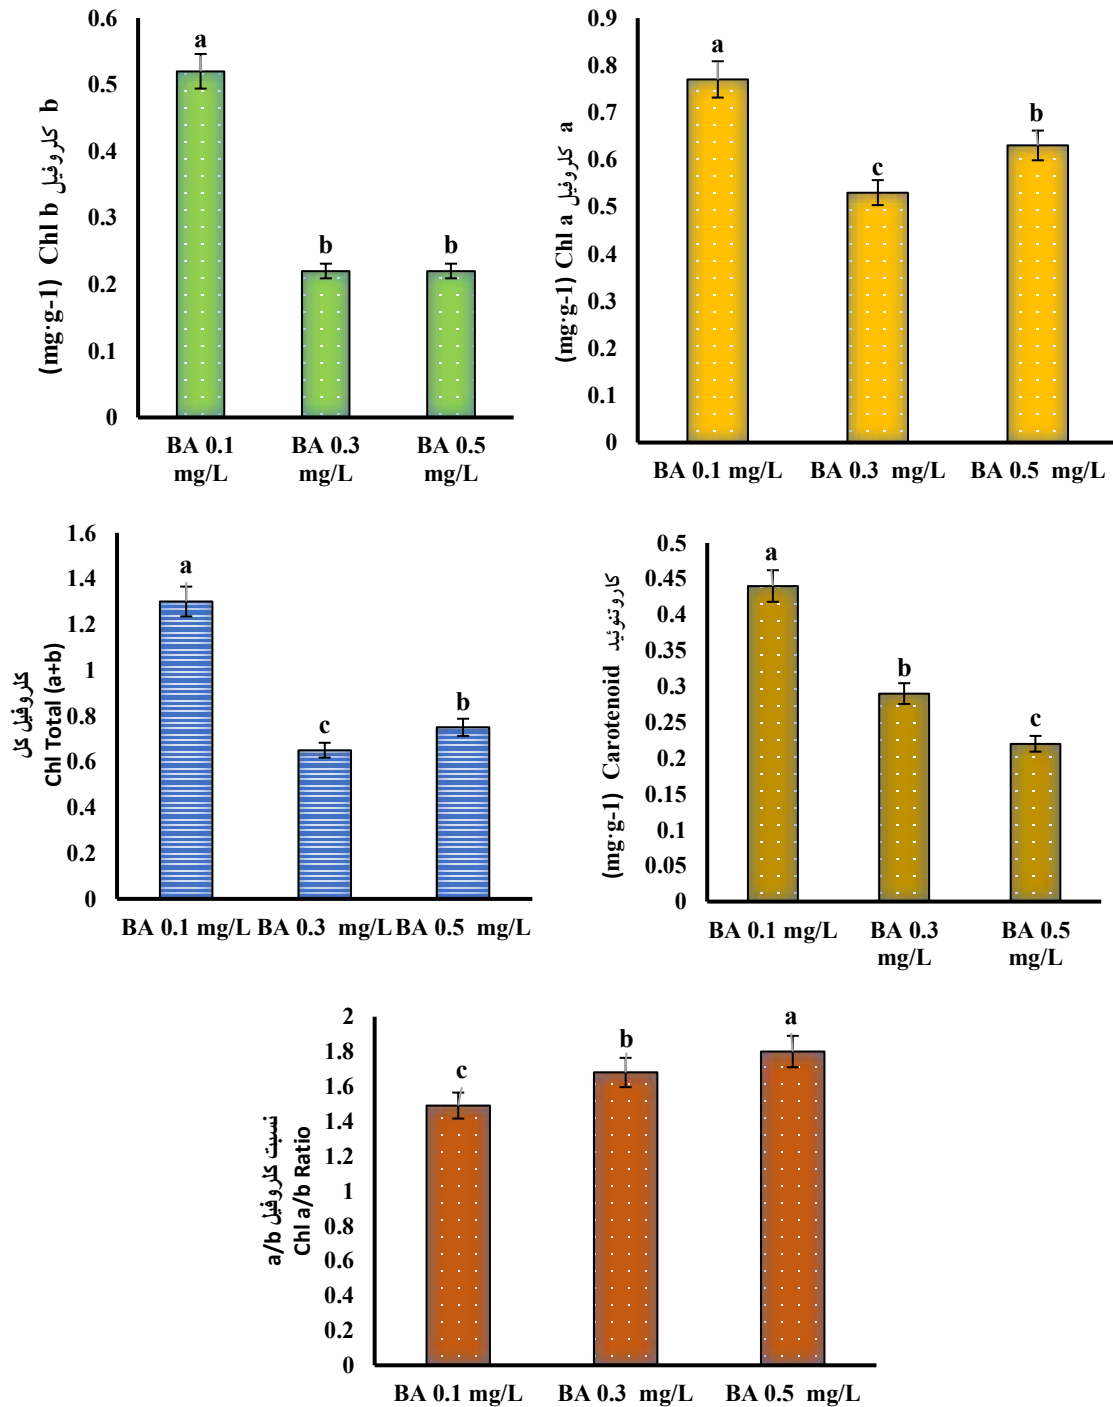 0.6
0.5
0.4
0.3
0.2
0.1
0
کلروفیل b
(mg·g-1) Chl b
a
b
b
BA 0.1
mg/L
BA 0.3
mg/L
BA 0.5
mg/L
0.9
0.8
0.7
0.6
0.5
0.4
0.3
0.2
0.1
0
کلروفیل a
(mg·g-1) Chl a
a
c
b
BA 0.1 mg/L
BA 0.3 mg/L
BA 0.5 mg/L
1.6
1.4
1.2
1
0.8
0.6
0.4
0.2
0
کلروفیل کل
Chl Total (a+b)
a
c
b
BA 0.1 mg/L
BA 0.3 mg/L
BA 0.5 mg/L
0.5
0.45
0.4
0.35
0.3
0.25
0.2
0.15
0.1
0.05
0
کاروتنوئید
(mg·g-1) Carotenoid
a
b
c
BA 0.1 mg/L
BA 0.3
mg/L
BA 0.5
mg/L
2
1.8
1.6
1.4
1.2
1
0.8
0.6
0.4
0.2
0
نسبت کلروفیل a/b
Chl a/b Ratio
c
b
a
BA 0.1 mg/L
BA 0.3 mg/L
BA 0.5 mg/L